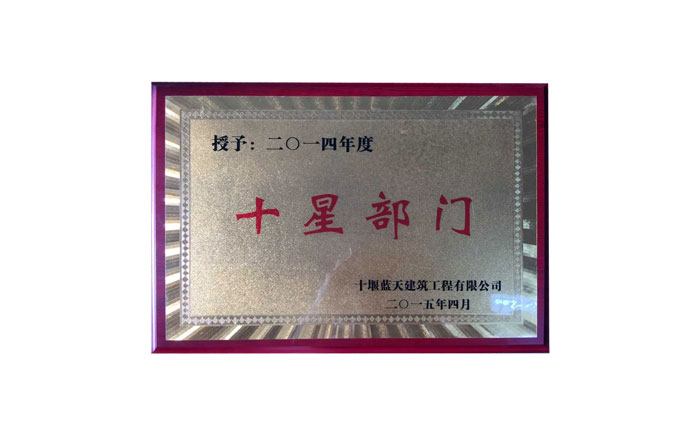 授予：二〇一四年度
十星部门
十堰蓝天建筑工程有限公司
二〇一五年四月